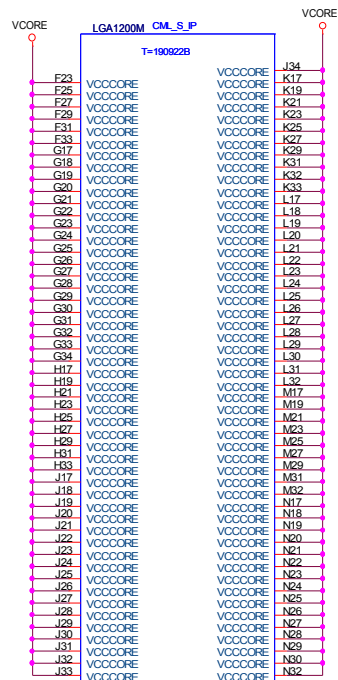 VCORE
VCORE
LGA1200M CML_S_IP
T=190922B
VCCCORE J34
F23 VCCCORE VCCCORE K17
F25 VCCCORE VCCCORE K19
F27 VCCCORE VCCCORE K21
F29 VCCCORE VCCCORE K23
F31 VCCCORE VCCCORE K25
F33 VCCCORE VCCCORE K27
G17 VCCCORE VCCCORE K29
G18 VCCCORE VCCCORE K31
G19 VCCCORE VCCCORE K32
G20 VCCCORE VCCCORE K33
G21 VCCCORE VCCCORE L17
G22 VCCCORE VCCCORE L18
G23 VCCCORE VCCCORE L19
G24 VCCCORE VCCCORE L20
G25 VCCCORE VCCCORE L21
G26 VCCCORE VCCCORE L22
G27 VCCCORE VCCCORE L23
G28 VCCCORE VCCCORE L24
G29 VCCCORE VCCCORE L25
G30 VCCCORE VCCCORE L26
G31 VCCCORE VCCCORE L27
G32 VCCCORE VCCCORE L28
G33 VCCCORE VCCCORE L29
G34 VCCCORE VCCCORE L30
H17 VCCCORE VCCCORE L31
H19 VCCCORE VCCCORE L32
H21 VCCCORE VCCCORE M17
H23 VCCCORE VCCCORE M19
H25 VCCCORE VCCCORE M21
H27 VCCCORE VCCCORE M23
H29 VCCCORE VCCCORE M25
H31 VCCCORE VCCCORE M27
H33 VCCCORE VCCCORE M29
J17 VCCCORE VCCCORE M31
J18 VCCCORE VCCCORE M32
J19 VCCCORE VCCCORE N17
J20 VCCCORE VCCCORE N18
J21 VCCCORE VCCCORE N19
J22 VCCCORE VCCCORE N20
J23 VCCCORE VCCCORE N21
J24 VCCCORE VCCCORE N22
J25 VCCCORE VCCCORE N23
J26 VCCCORE VCCCORE N24
J27 VCCCORE VCCCORE N25
J28 VCCCORE VCCCORE N26
J29 VCCCORE VCCCORE N27
J30 VCCCORE VCCCORE N28
J31 VCCCORE VCCCORE N29
J32 VCCCORE VCCCORE N30
J33 VCCCORE VCCCORE N32